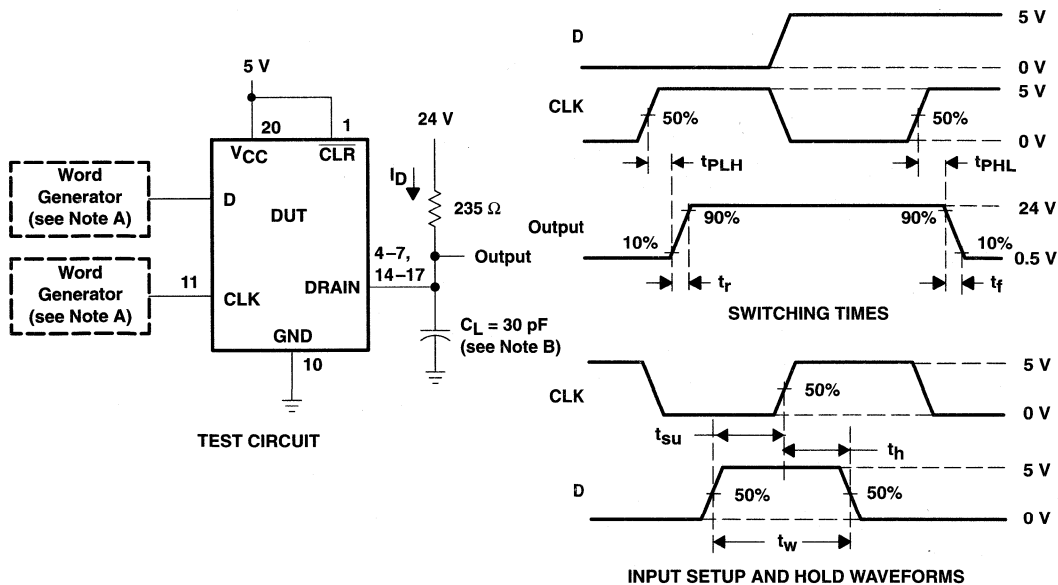 5 V
20
1
VCC
CLR
Word
Generator
(see Note A)
D
DUT
Word
Generator
(see Note A)
11
CLK
DRAIN
GND
10
4–7,
14–17
24 V
ID
235 Ω
Output
CL = 30 pF
(see Note B)
TEST CIRCUIT
D
5 V
0 V
CLK
50%
50%
5 V
0 V
tPLH
tPHL
Output
10%
90%
90%
10%
24 V
0.5 V
tr
tf
SWITCHING TIMES
CLK
50%
5 V
0 V
tsu
th
D
50%
50%
5 V
0 V
tw
INPUT SETUP AND HOLD WAVEFORMS